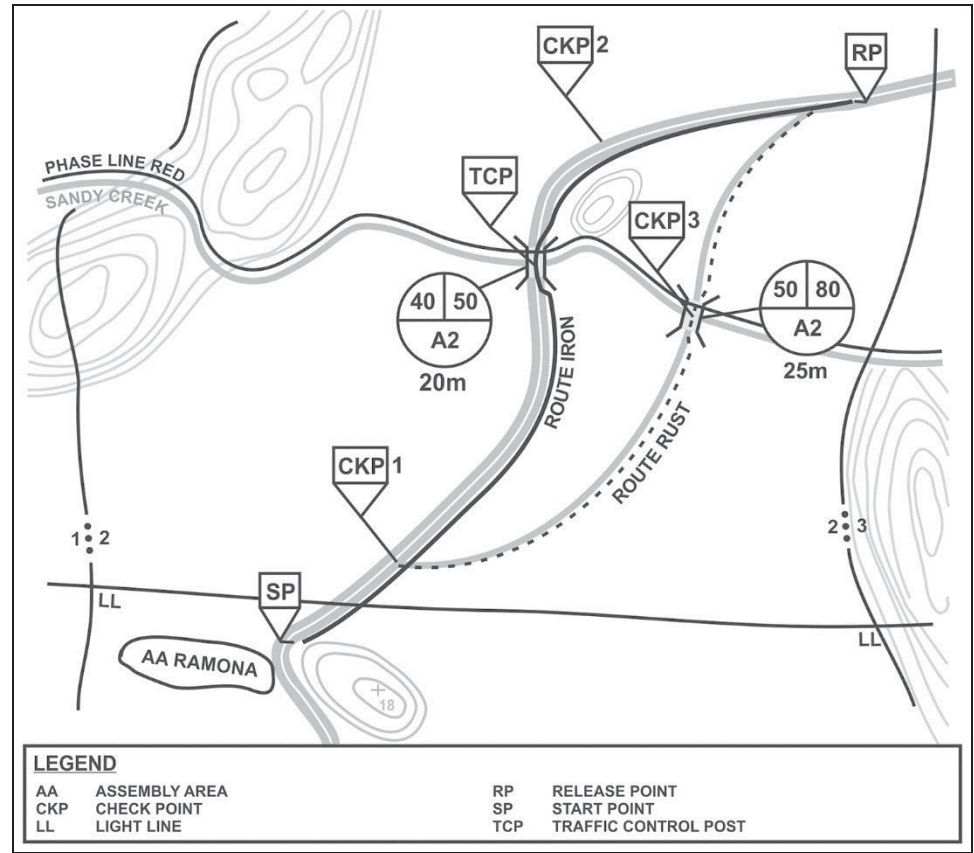 CKP 2
RP
PHASE LINE RED
SANDY CREEK
TCP
CKP 3
40 50
A2
20m
50 80
A2
25m
ROUTE IRON
ROUTE RUST
CKP 1
1 2
2 3
LL
SP
LL
AA RAMONA
18
LEGEND
AA ASSEMBLY AREA
CKP CHECK POINT
LL LIGHT LINE
RP RELEASE POINT
SP START POINT
TCP TRAFFIC CONTROL POST